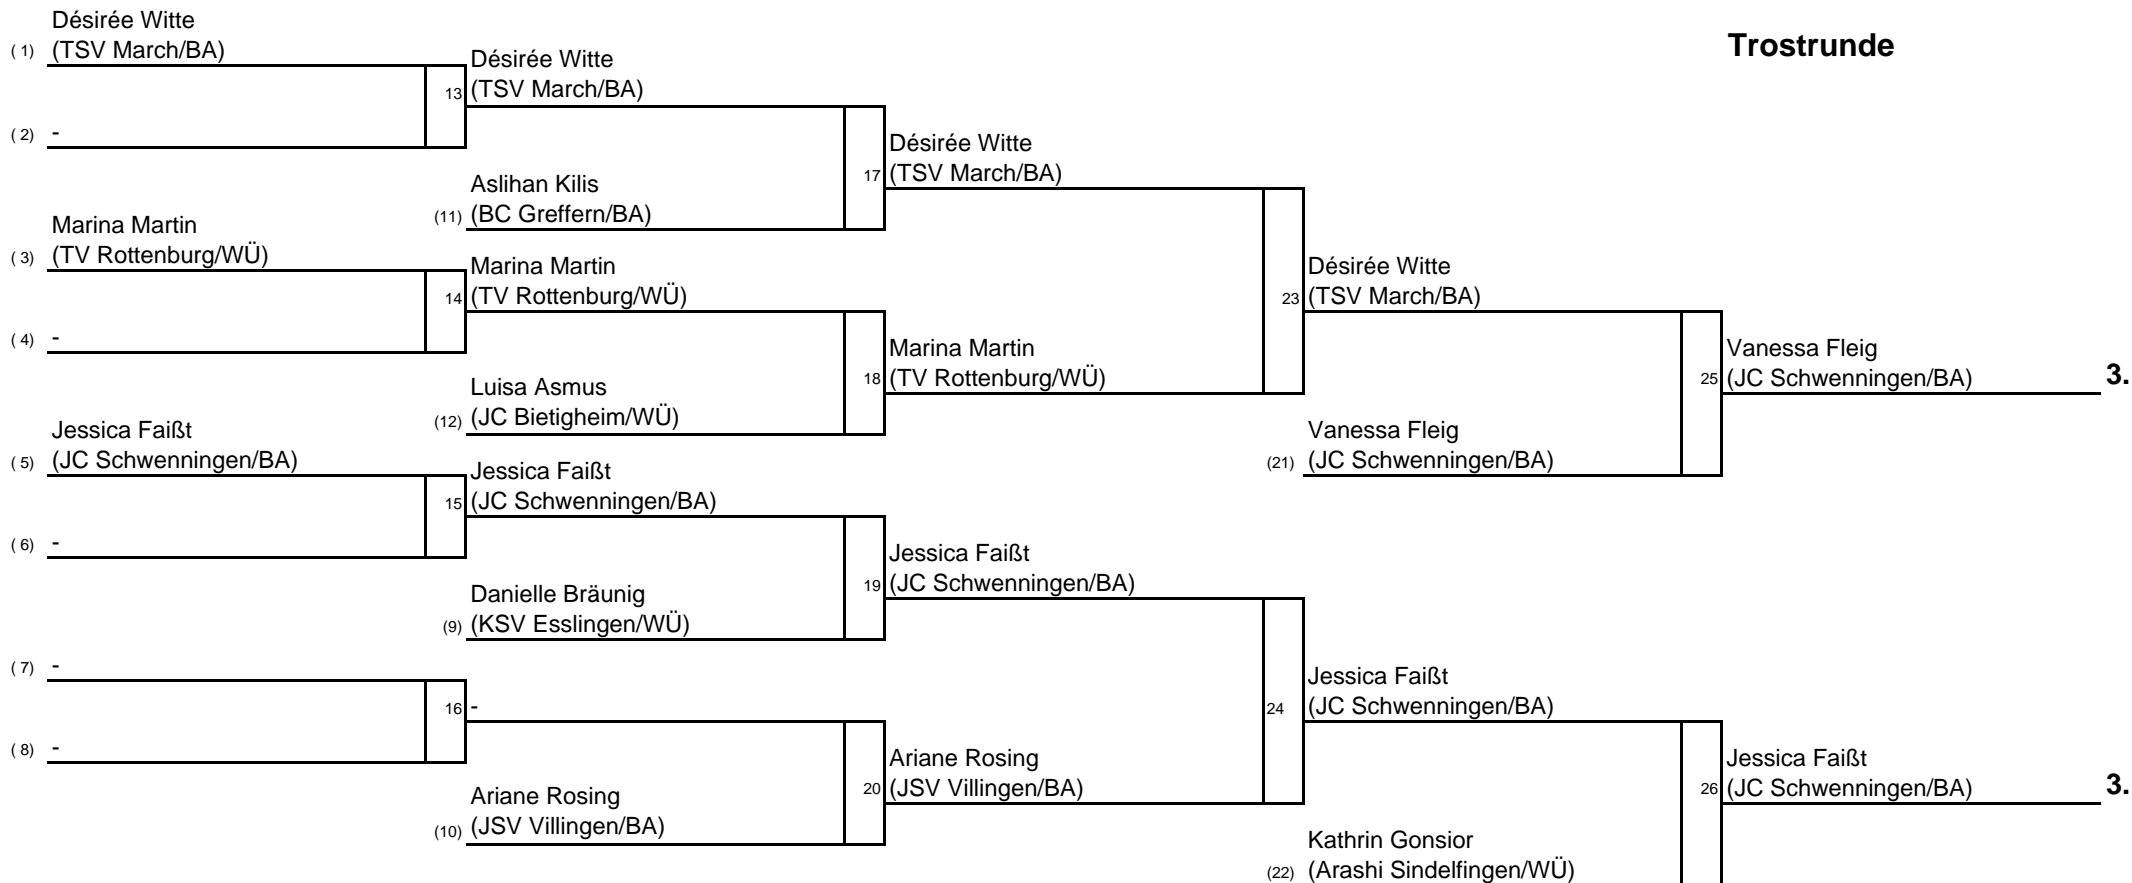 Trostrunde
Désirée Witte
( 1) (TSV March/BA)
( 2) -
Marina Martin
( 3) (TV Rottenburg/WÜ)
( 4) -
Jessica Faißt
( 5) (JC Schwenningen/BA)
( 6) -
( 7) -
( 8) -
13
Désirée Witte
(TSV March/BA)
Aslihan Kilis
(11) (BC Greffern/BA)
14
Marina Martin
(TV Rottenburg/WÜ)
Luisa Asmus
(12) (JC Bietigheim/WÜ)
15
Jessica Faißt
(JC Schwenningen/BA)
Danielle Bräunig
(9) (KSV Esslingen/WÜ)
16 -
Ariane Rosing
(10) (JSV Villingen/BA)
Désirée Witte
17 (TSV March/BA)
Marina Martin
18 (TV Rottenburg/WÜ)
Jessica Faißt
19 (JC Schwenningen/BA)
Ariane Rosing
20 (JSV Villingen/BA)
Désirée Witte
23 (TSV March/BA)
Vanessa Fleig
(21) (JC Schwenningen/BA)
Jessica Faißt
24 (JC Schwenningen/BA)
Kathrin Gonsior
(22) (Arashi Sindelfingen/WÜ)
Vanessa Fleig
25 (JC Schwenningen/BA) 3.
Jessica Faißt
26 (JC Schwenningen/BA) 3.